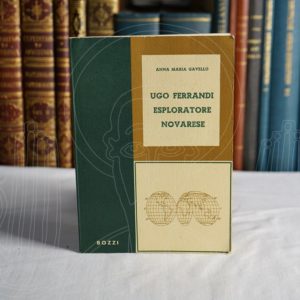 ANNA MARIA GAVELLO
UGO FERRANDI
ESPLORATORE
NOVARESE
BOZZI